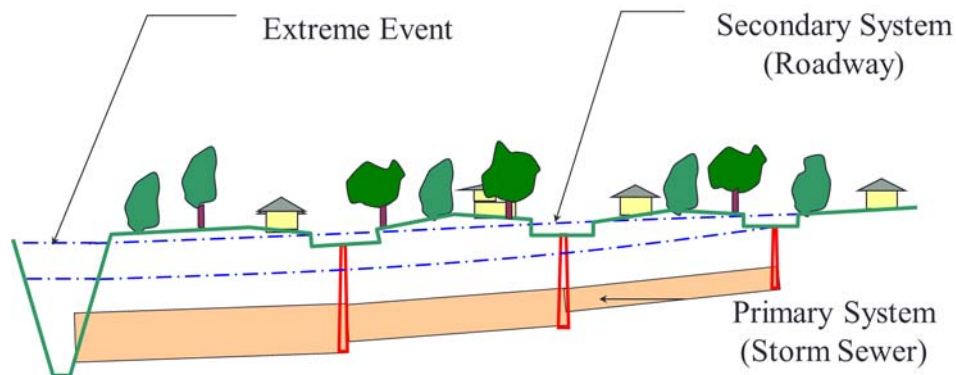 Extreme Event
Secondary System
(Roadway)
Primary System
(Storm Sewer)